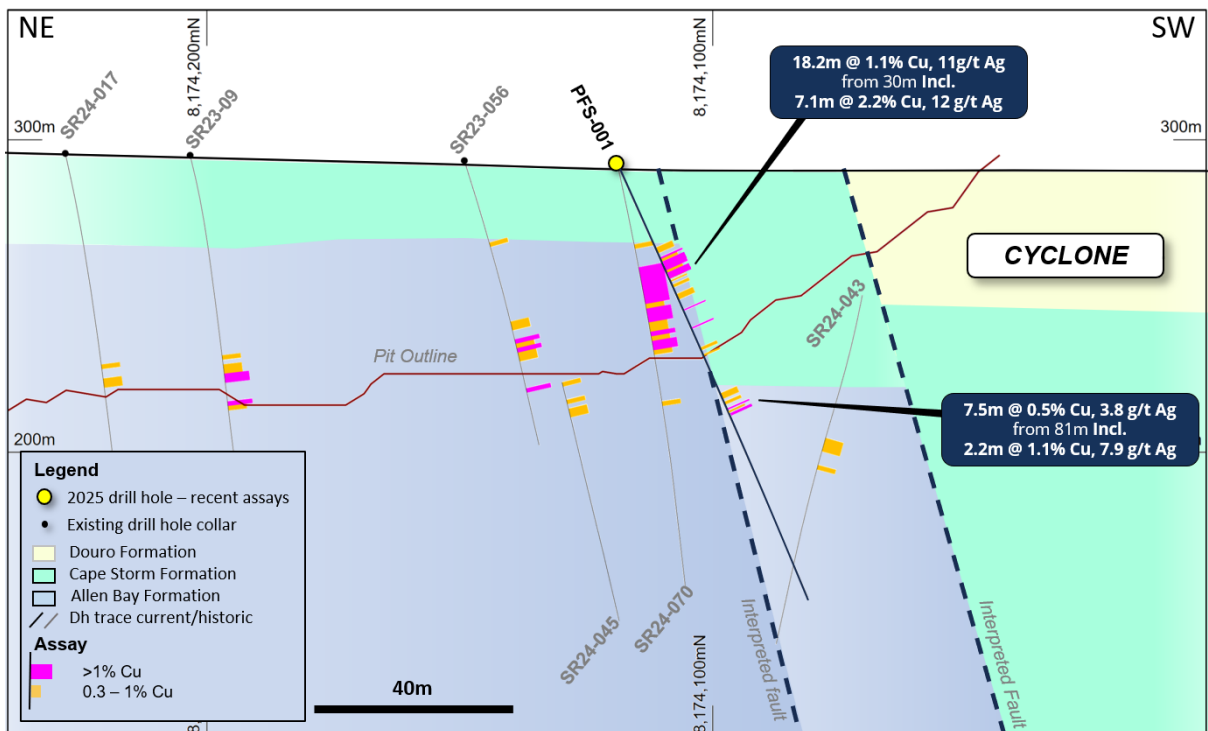 NE
SW
8,174,200mN
8,174,100mN
SR24-017
SR23-09
SR23-056
PFS-001
18.2m @ 1.1% Cu, 11g/t Ag
from 30m Incl.
7.1m @ 2.2% Cu, 12 g/t Ag
300m
300m
CYCLONE
SR24-043
Pit Outline
7.5m @ 0.5% Cu, 3.8 g/t Ag
from 81m Incl.
2.2m @ 1.1% Cu, 7.9 g/t Ag
200m
Legend
2025 drill hole – recent assays
Existing drill hole collar
Douro Formation
Cape Storm Formation
Allen Bay Formation
Dh trace current/historic
Assay
>1% Cu
0.3 – 1% Cu
40m
SR24-045
SR24-070
8,174,100mN
Interpreted fault
Interpreted Fault